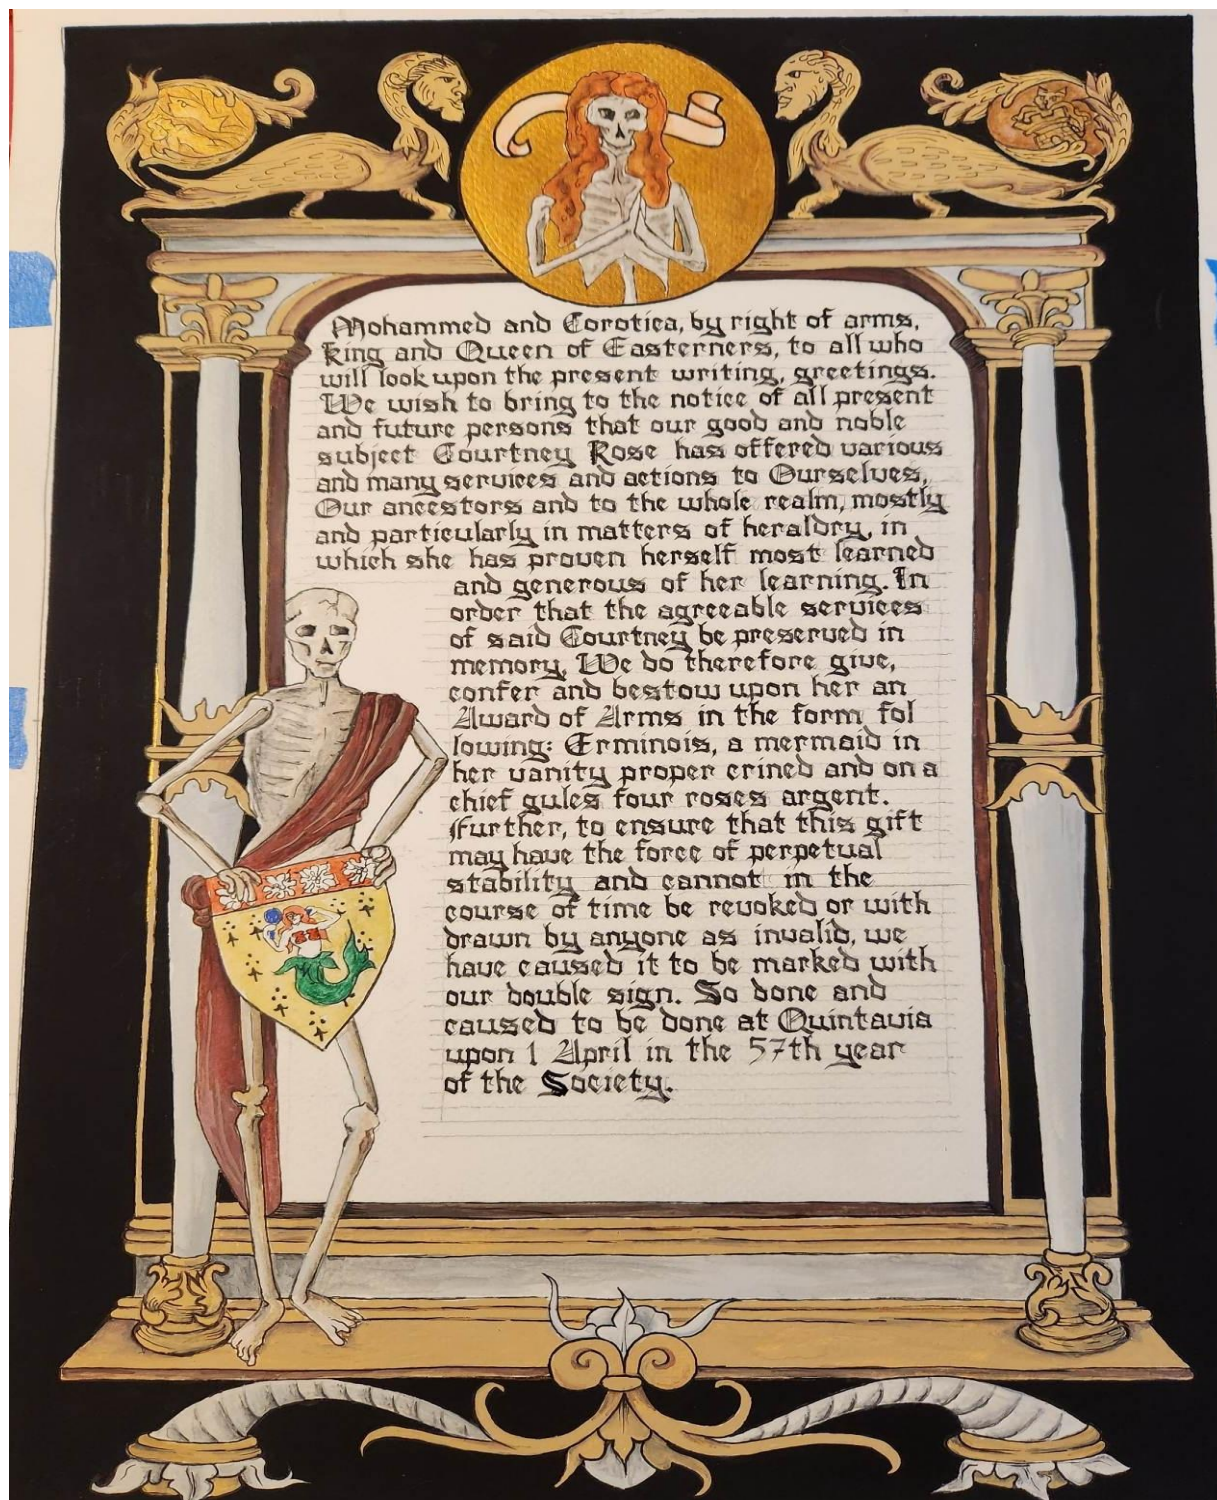 Mohammed and Corotica, by right of arms,
King and Queen of Easterners, to all who
will look upon the present writing, greetings.
We wish to bring to the notice of all present
and future persons that our good and noble
subject Courtney Rose has offered various
and many services and actions to Ourselves,
Our ancestors and to the whole realm, mostly
and particularly in matters of heraldry, in
which she has proven herself most learned
and generous of her learning. In
order that the agreeable services
of said Courtney be preserved in
memory, We do therefore give,
confer and bestow upon her an
Award of Arms in the form fol
lowing: Erminois, a mermaid in
her vanity proper crined and on a
chief gules four roses argent.
Further, to ensure that this gift
may have the force of perpetual
stability and cannot in the
course of time be revoked or with
drawn by anyone as invalid, we
have caused it to be marked with
our double sign. So done and
caused to be done at Quintavia
upon 1 April in the 57th year
of the Society.